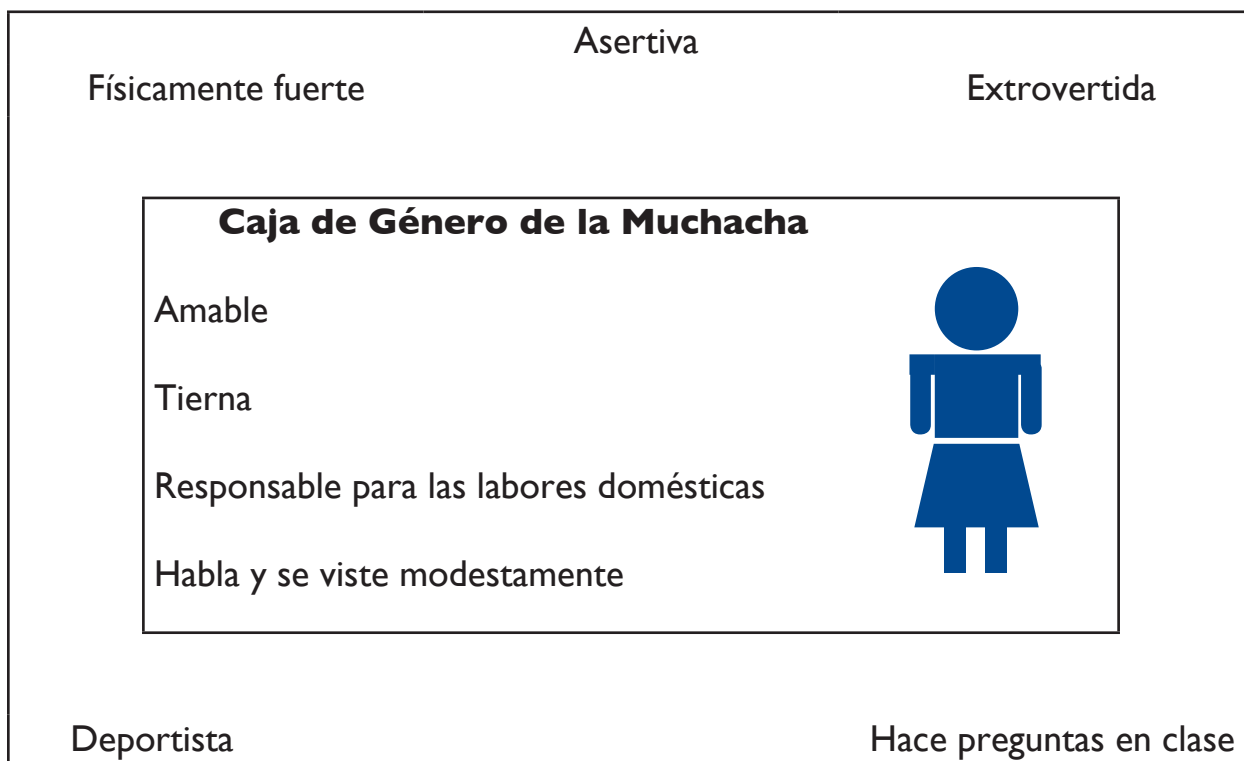 Asertiva
Físicamente fuerte
Extrovertida
Caja de Género de la Muchacha
Amable
Tierna
Responsable para las labores domésticas
Habla y se viste modestamente
Deportista
Hace preguntas en clase